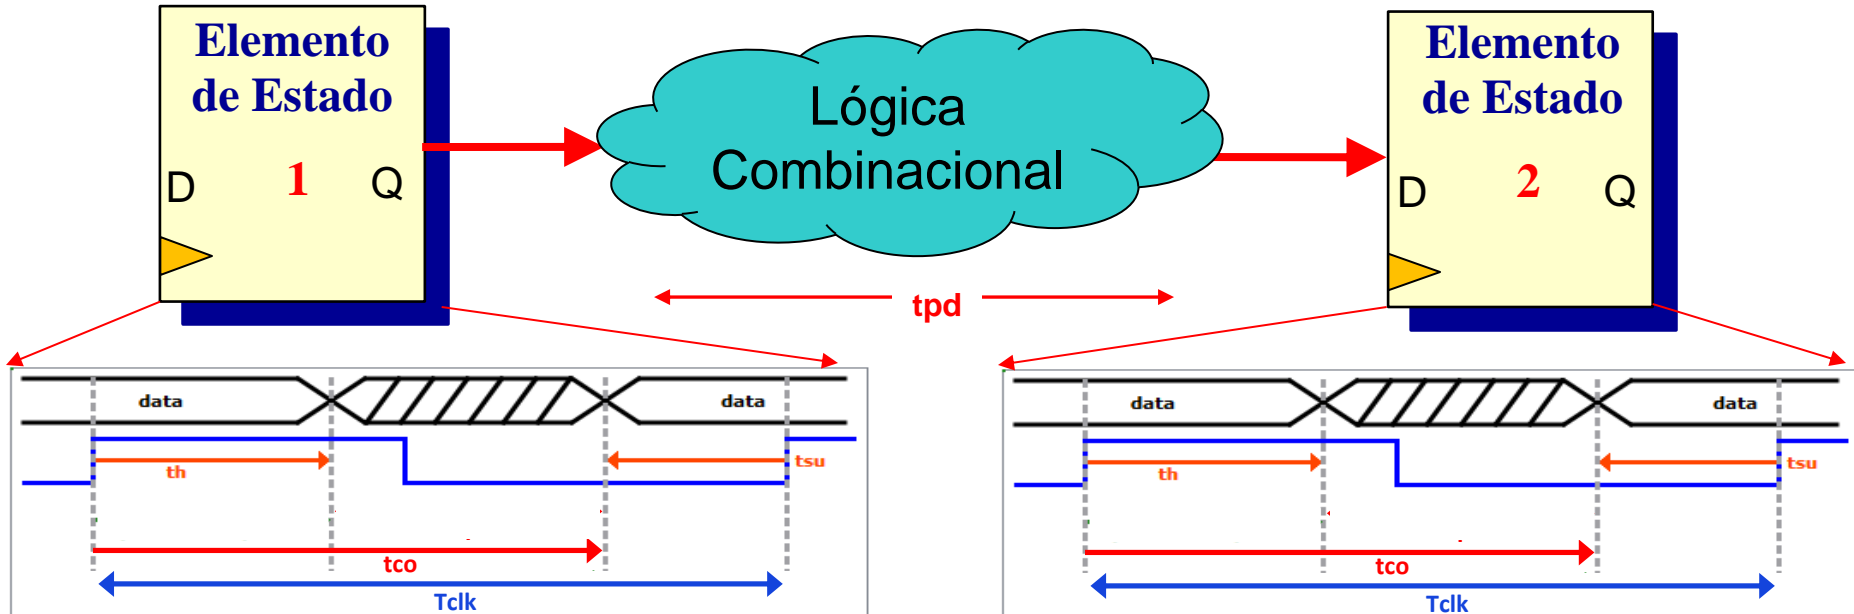 Elemento
de Estado
D
1
Q
Lógica
Combinacional
Elemento
de Estado
D
2
Q
tpd
data
data
th
tsu
tco
Tclk
data
data
th
tsu
tco
Tclk